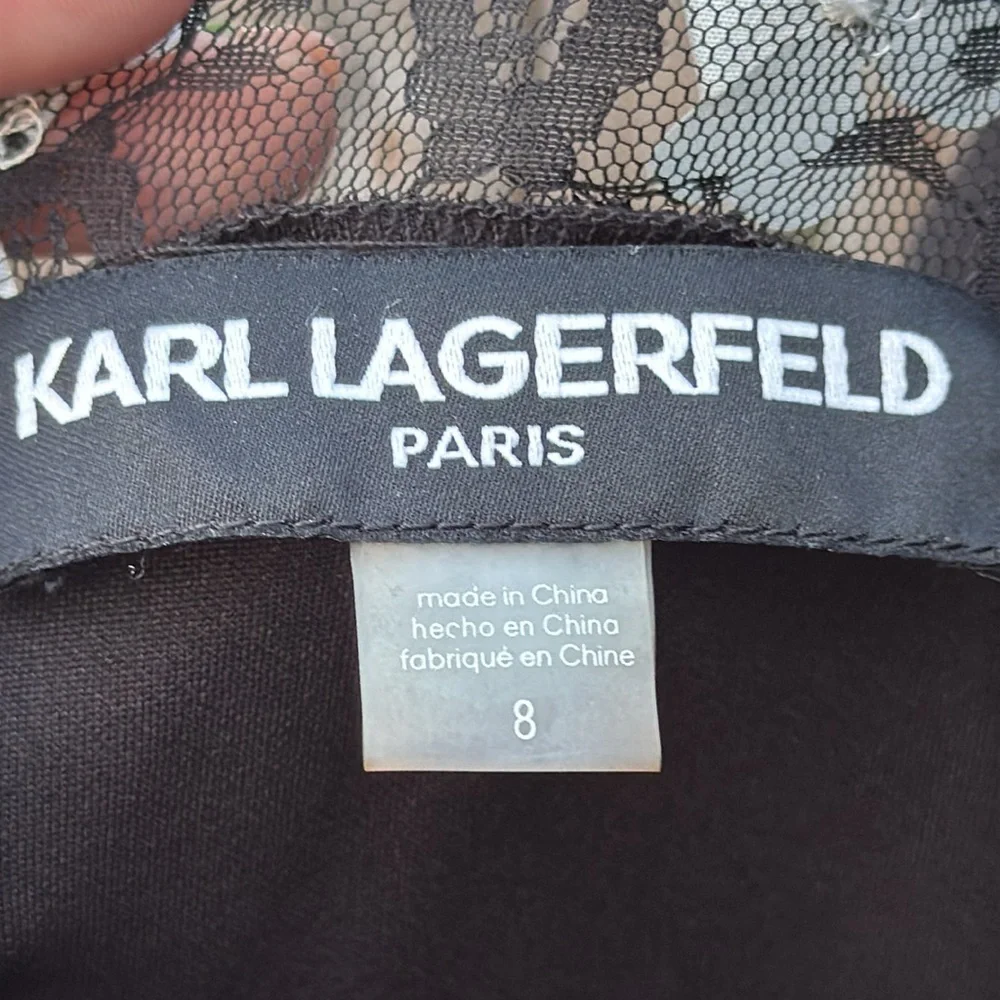 KARL LAGERFELD
PARIS
made in China
hecho en China
fabriqué en Chine
8